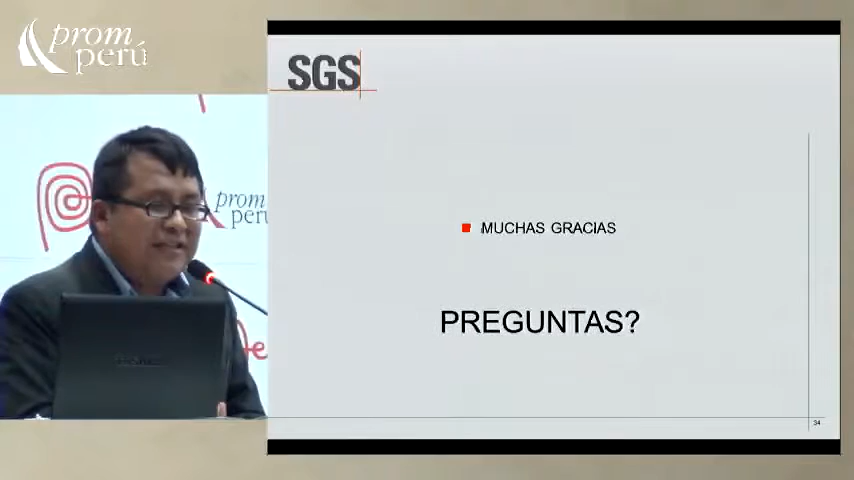 prom
perú
SGS
prom
perú
MUCHAS GRACIAS
PREGUNTAS?
34